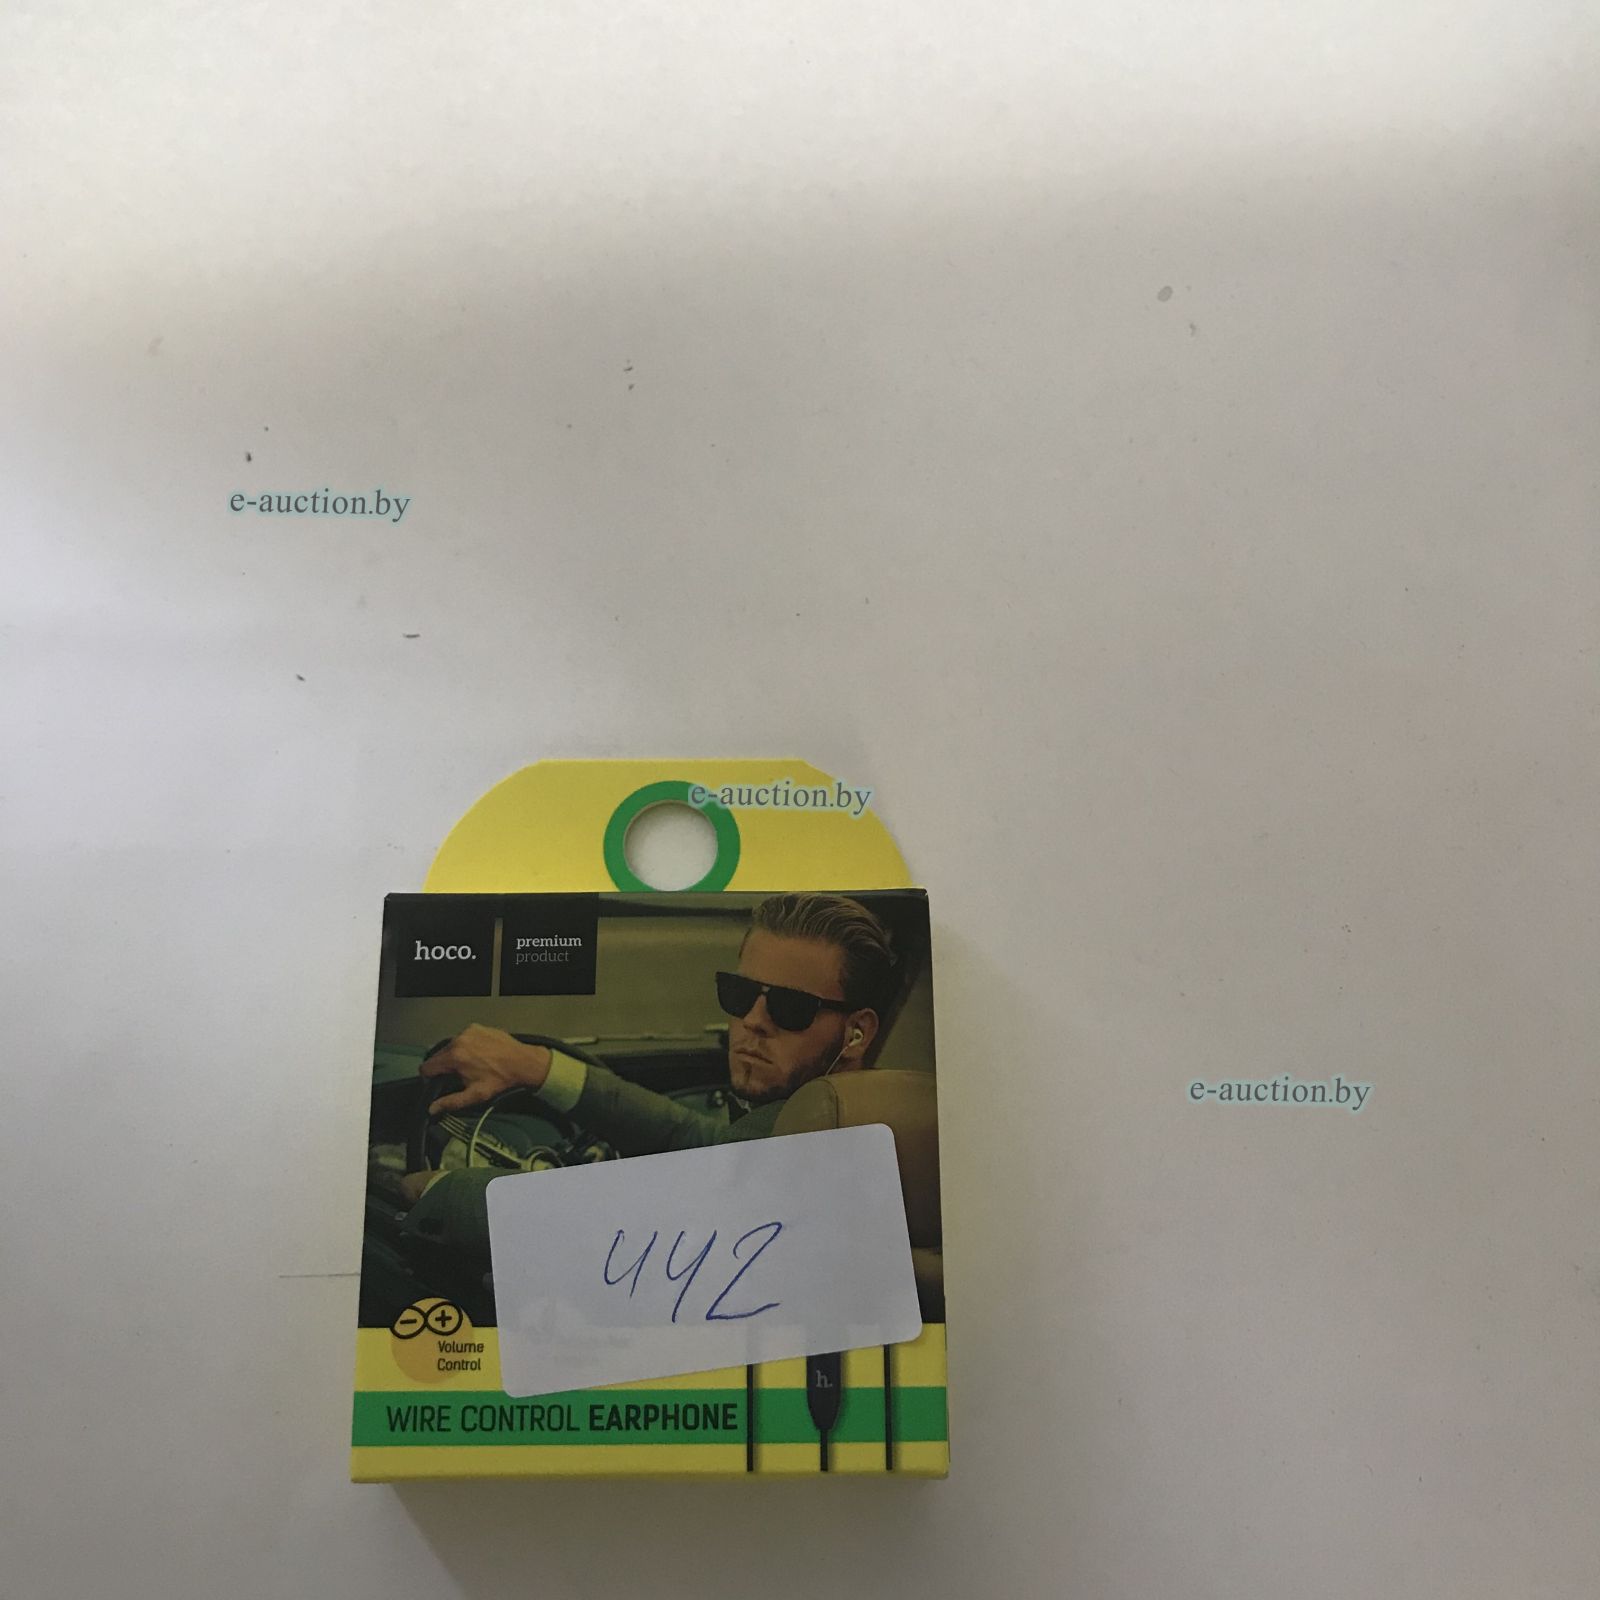 e-auction.by
e-auction.by
hoco.
premium
product
e-auction.by
442
Volume
Control
h.
WIRE CONTROL EARPHONE